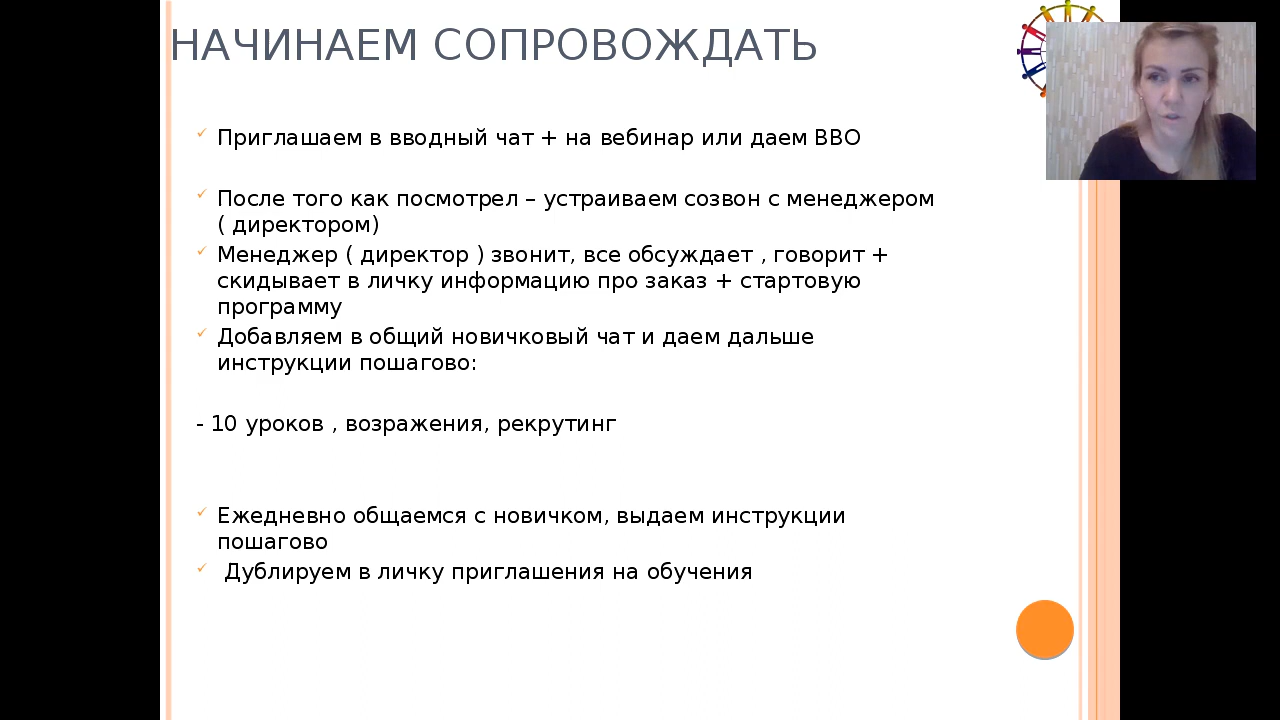 НАЧИНАЕМ СОПРОВОЖДАТЬ
Приглашаем в вводный чат + на вебинар или даем ВВО
После того как посмотрел – устраиваем созвон с менеджером
( директором)
Менеджер ( директор ) звонит, все обсуждает , говорит +
скидывает в личку информацию про заказ + стартовую
программу
Добавляем в общий новичковый чат и даем дальше
инструкции пошагово:
- 10 уроков , возражения, рекрутинг
Ежедневно общаемся с новичком, выдаем инструкции
пошагово
Дублируем в личку приглашения на обучения